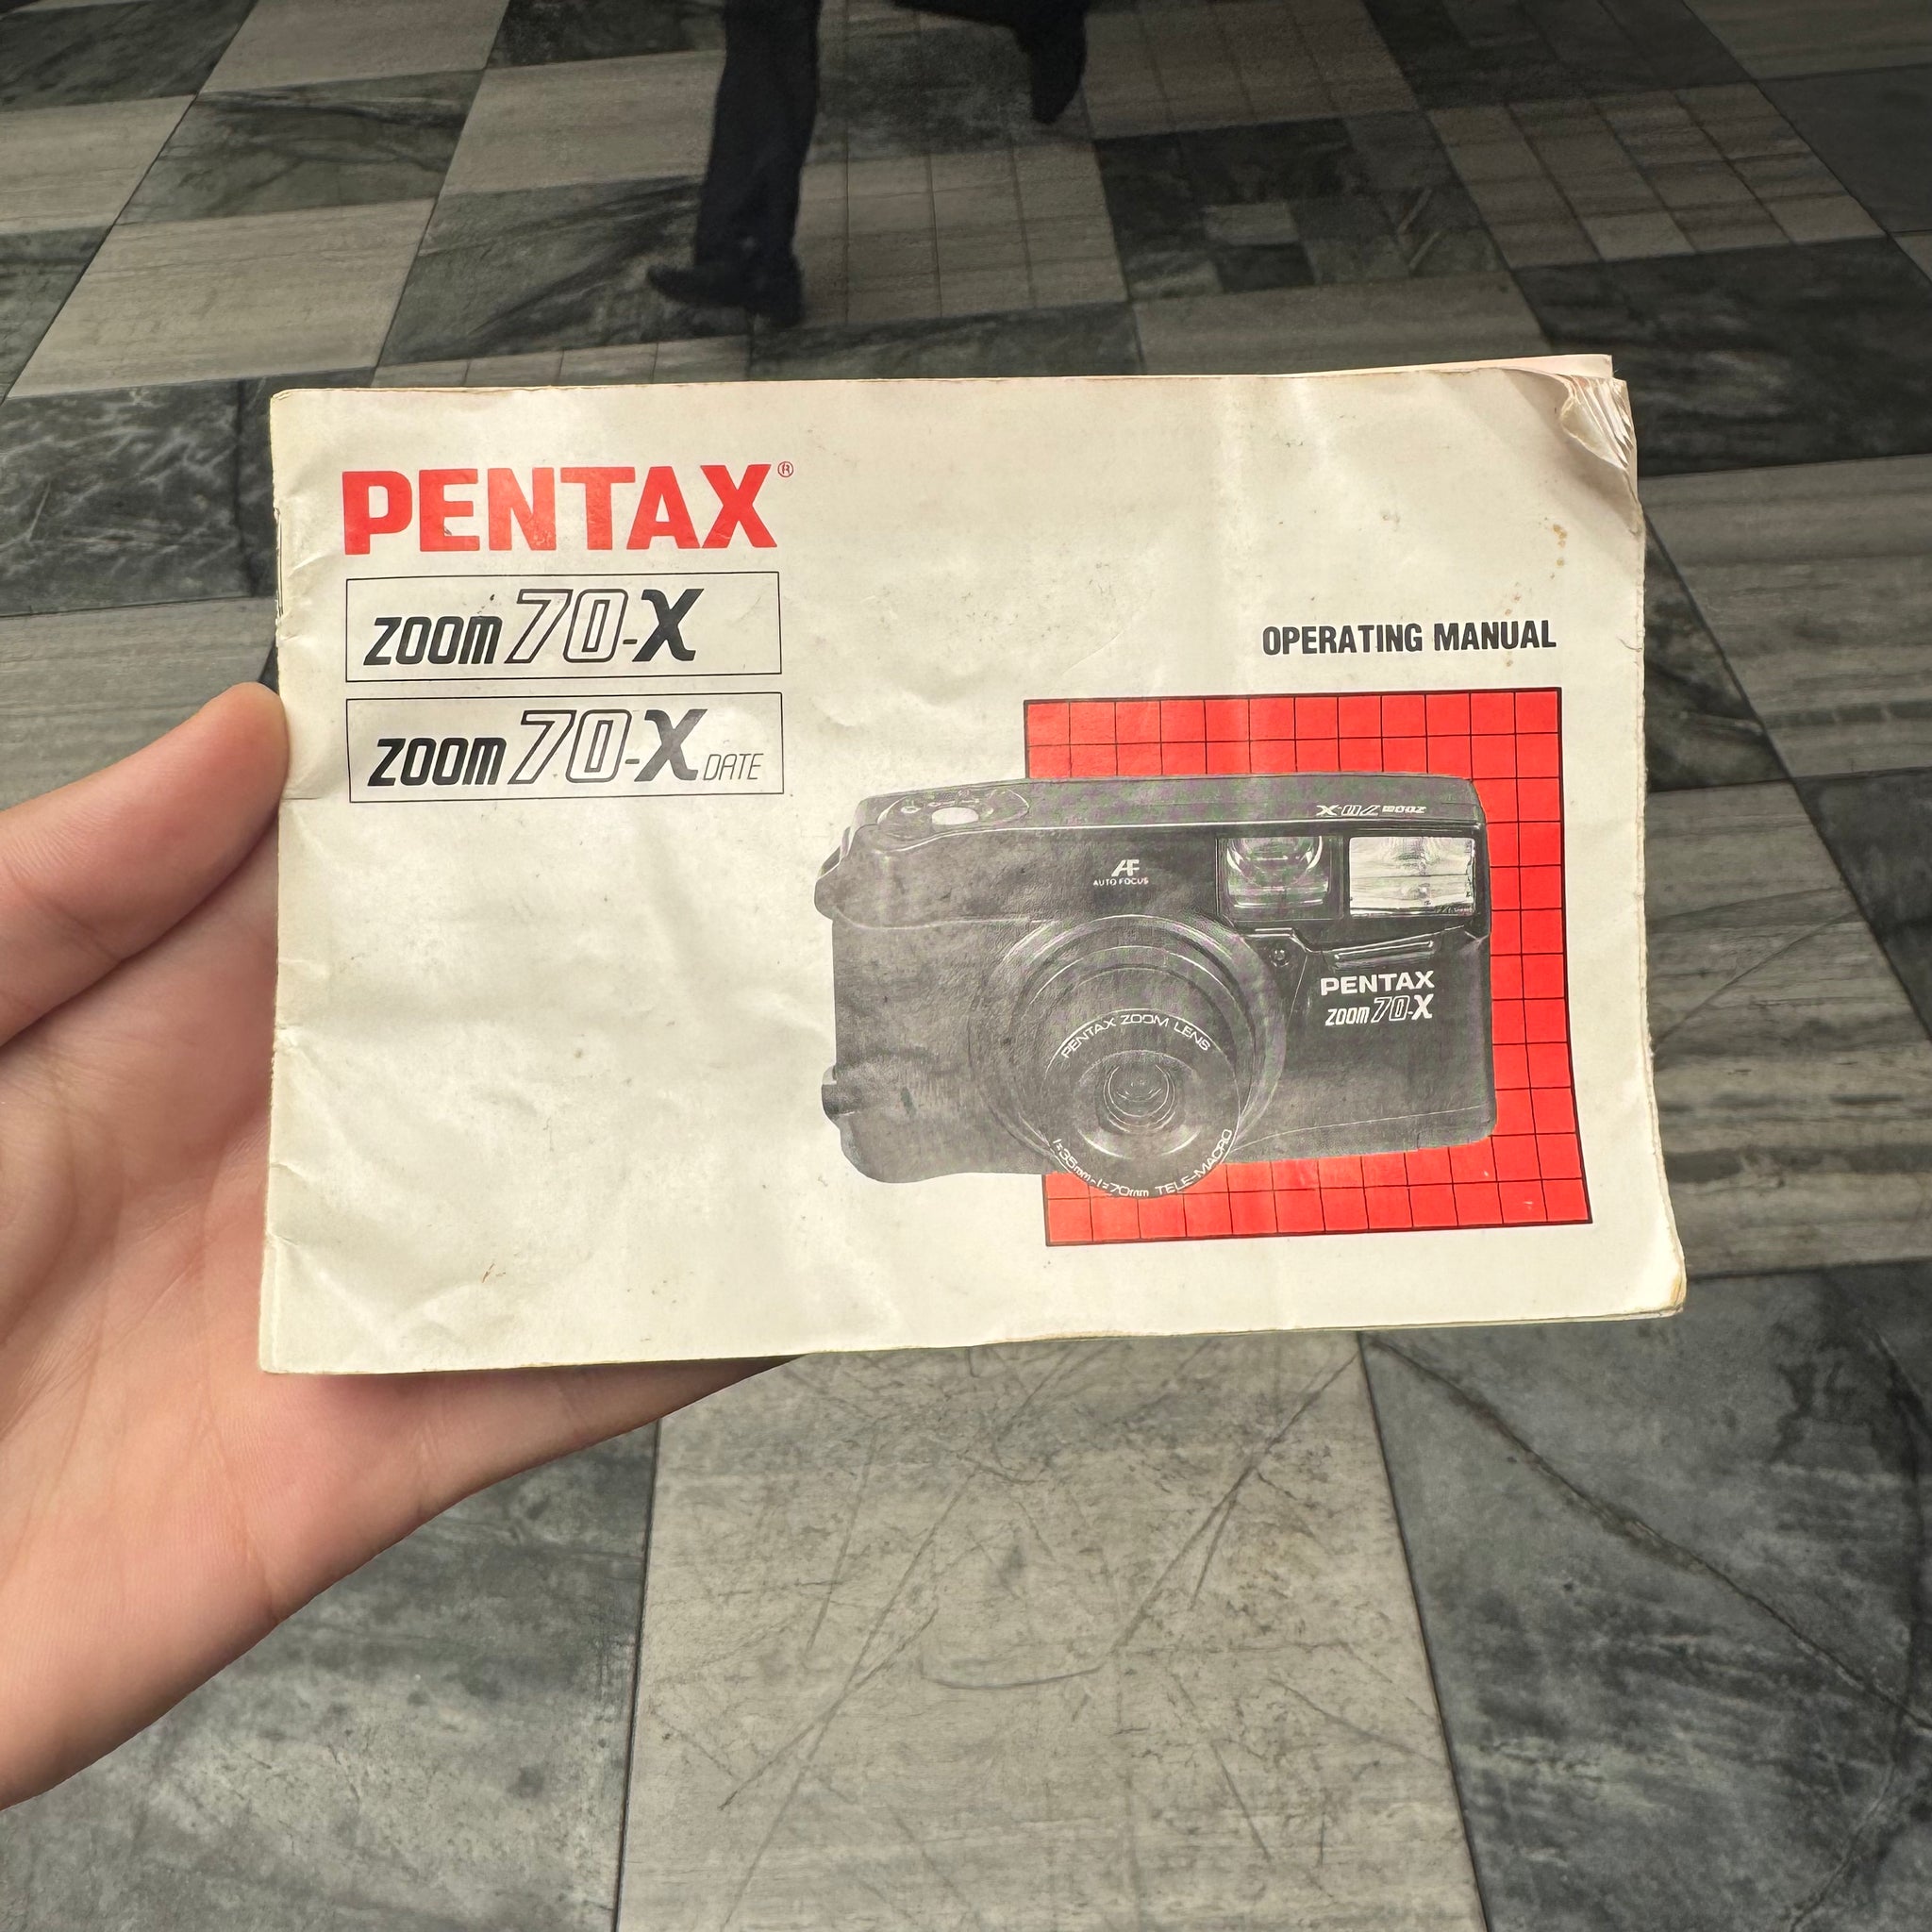 PENTAX®
zoom 70-X
zoom 70-X DATE
OPERATING MANUAL
zoom 70-X
AF
AUTO FOCUS
PENTAX
zoom 70-X
PENTAX ZOOM LENS
f=35mm-f=70mm TELE-MACRO